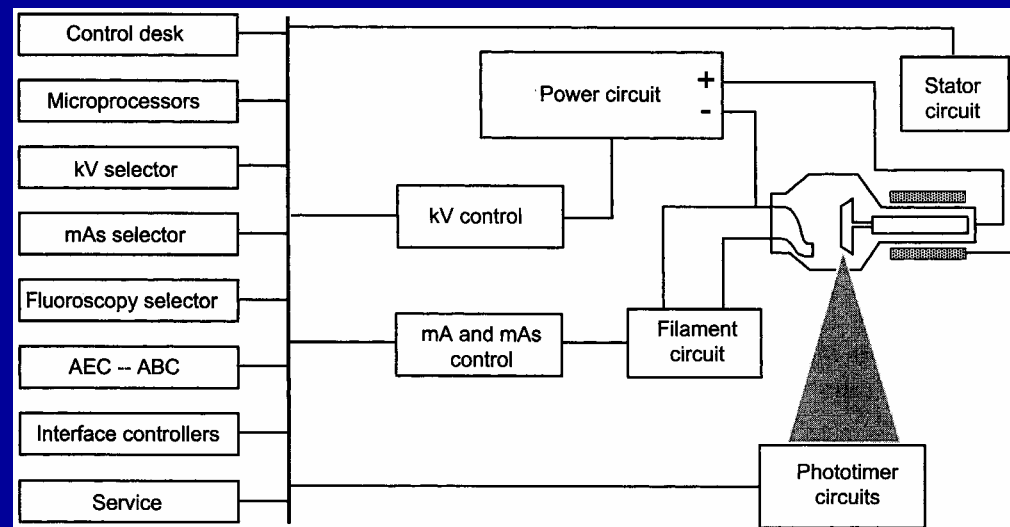 Control desk
Microprocessors
kV selector
mAs selector
Fluoroscopy selector
AEC -- ABC
Interface controllers
Service
Power circuit
+
-
Stator
circuit
kV control
mA and mAs
control
Filament
circuit
Phototimer
circuits